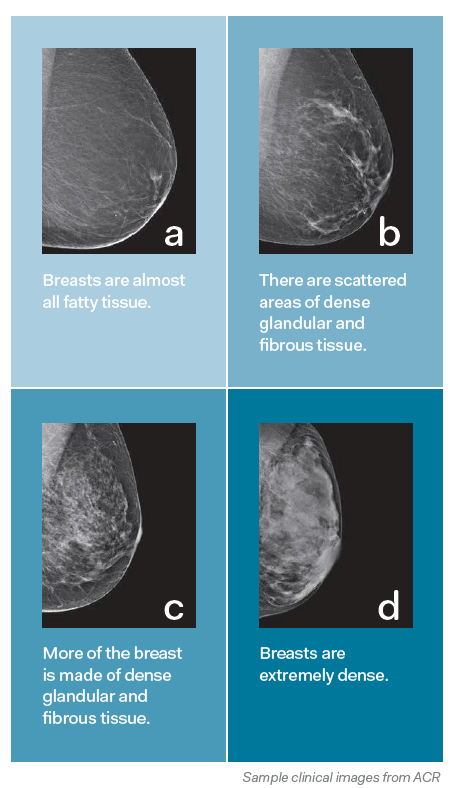 a
Breasts are almost
all fatty tissue.
b
There are scattered
areas of dense
glandular and
fibrous tissue.
c
More of the breast
is made of dense
glandular and
fibrous tissue.
d
Breasts are
extremely dense.
Sample clinical images from ACR